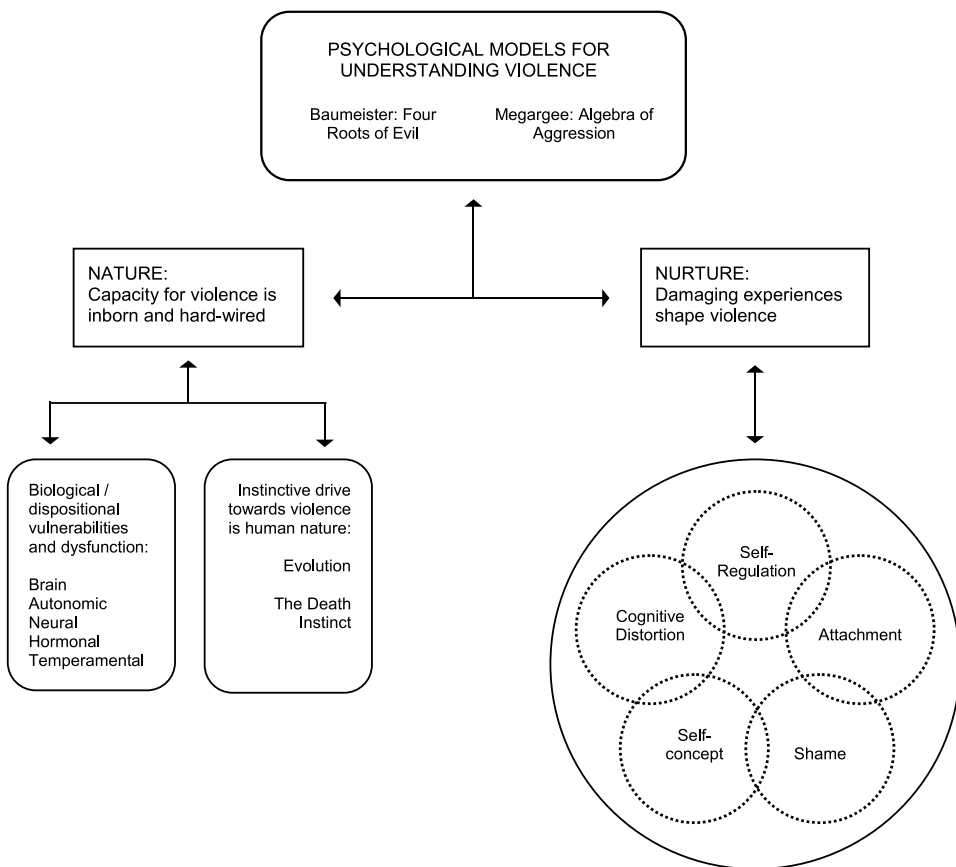 PSYCHOLOGICAL MODELS FOR
UNDERSTANDING VIOLENCE
Baumeister: Four
Roots of Evil
Megargee: Algebra of
Aggression
NATURE:
Capacity for violence is
inborn and hard-wired
NURTURE:
Damaging experiences
shape violence
Biological /
dispositional
vulnerabilities
and dysfunction:
Brain
Autonomic
Neural
Hormonal
Temperamental
Instinctive drive
towards violence
is human nature:
Evolution
The Death
Instinct
Self-
Regulation
Cognitive
Distortion
Attachment
Self-
concept
Shame